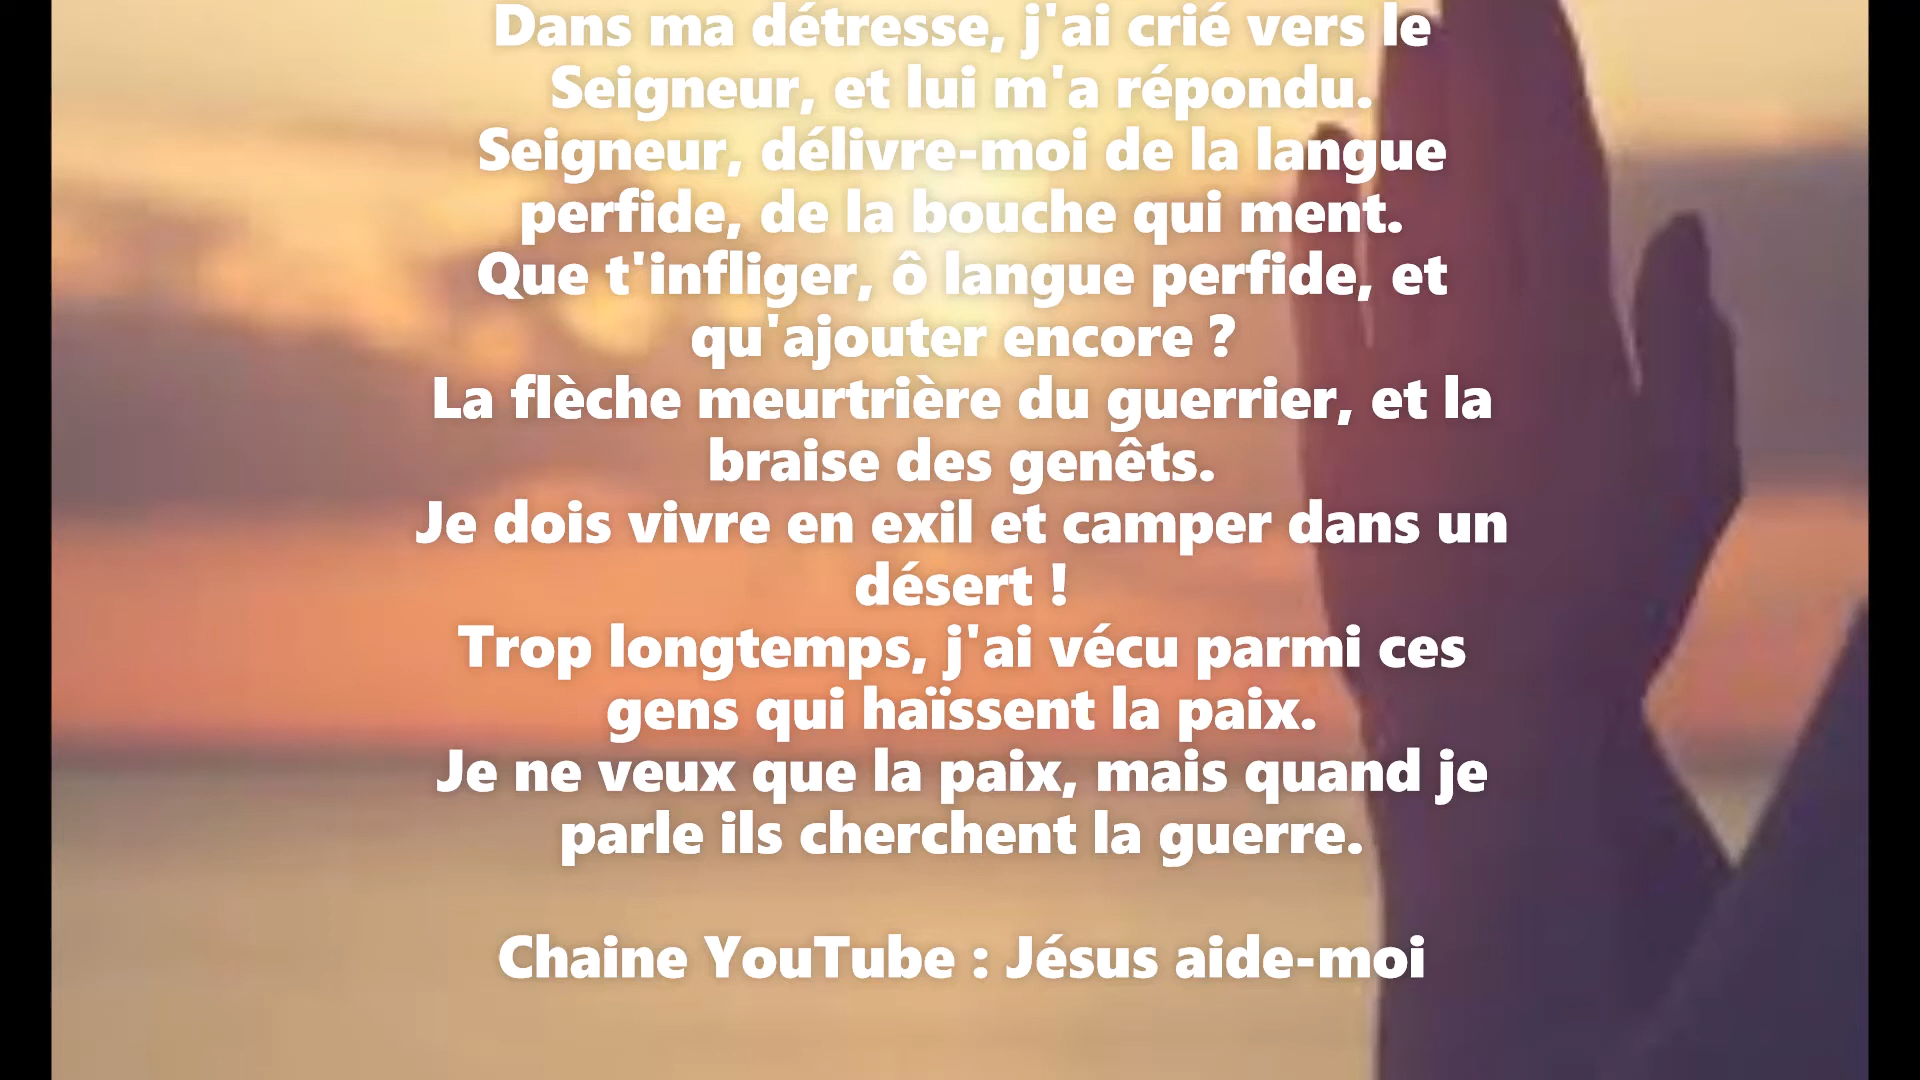 Dans ma détresse, j'ai crié vers le
Seigneur, et lui m'a répondu.
Seigneur, délivre-moi de la langue
perfide, de la bouche qui ment.
Que t'infliger, ô langue perfide, et
qu'ajouter encore ?
La flèche meurtrière du guerrier, et la
braise des genêts.
Je dois vivre en exil et camper dans un
désert !
Trop longtemps, j'ai vécu parmi ces
gens qui haïssent la paix.
Je ne veux que la paix, mais quand je
parle ils cherchent la guerre.
Chaine YouTube : Jésus aide-moi